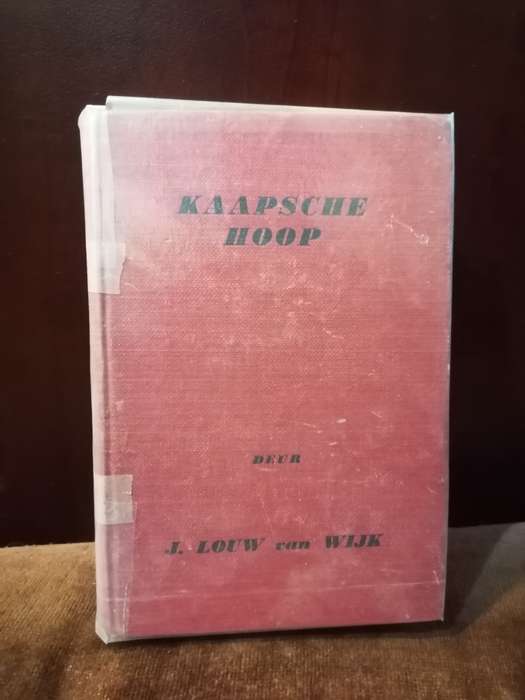 KAAPSCHE
HOOP
DEUR
J. LOUW van WIJK